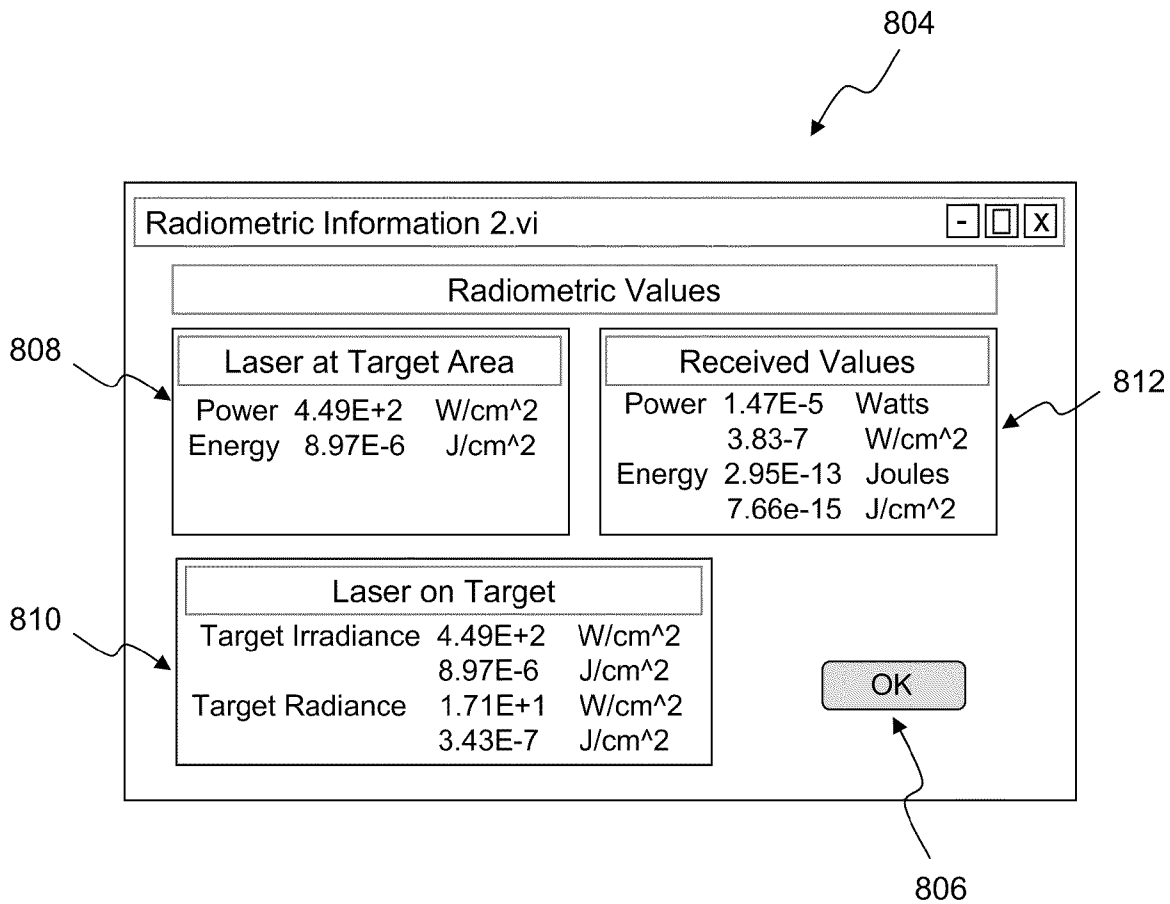 804
Radiometric Information 2.vi - X
Radiometric Values
808
Laser at Target Area
Power 4.49E+2 W/cm^2
Energy 8.97E-6 J/cm^2
Received Values
Power 1.47E-5 Watts
3.83-7 W/cm^2
Energy 2.95E-13 Joules
7.66e-15 J/cm^2
812
810
Laser on Target
Target Irradiance 4.49E+2 W/cm^2
8.97E-6 J/cm^2
Target Radiance 1.71E+1 W/cm^2
3.43E-7 J/cm^2
OK
806